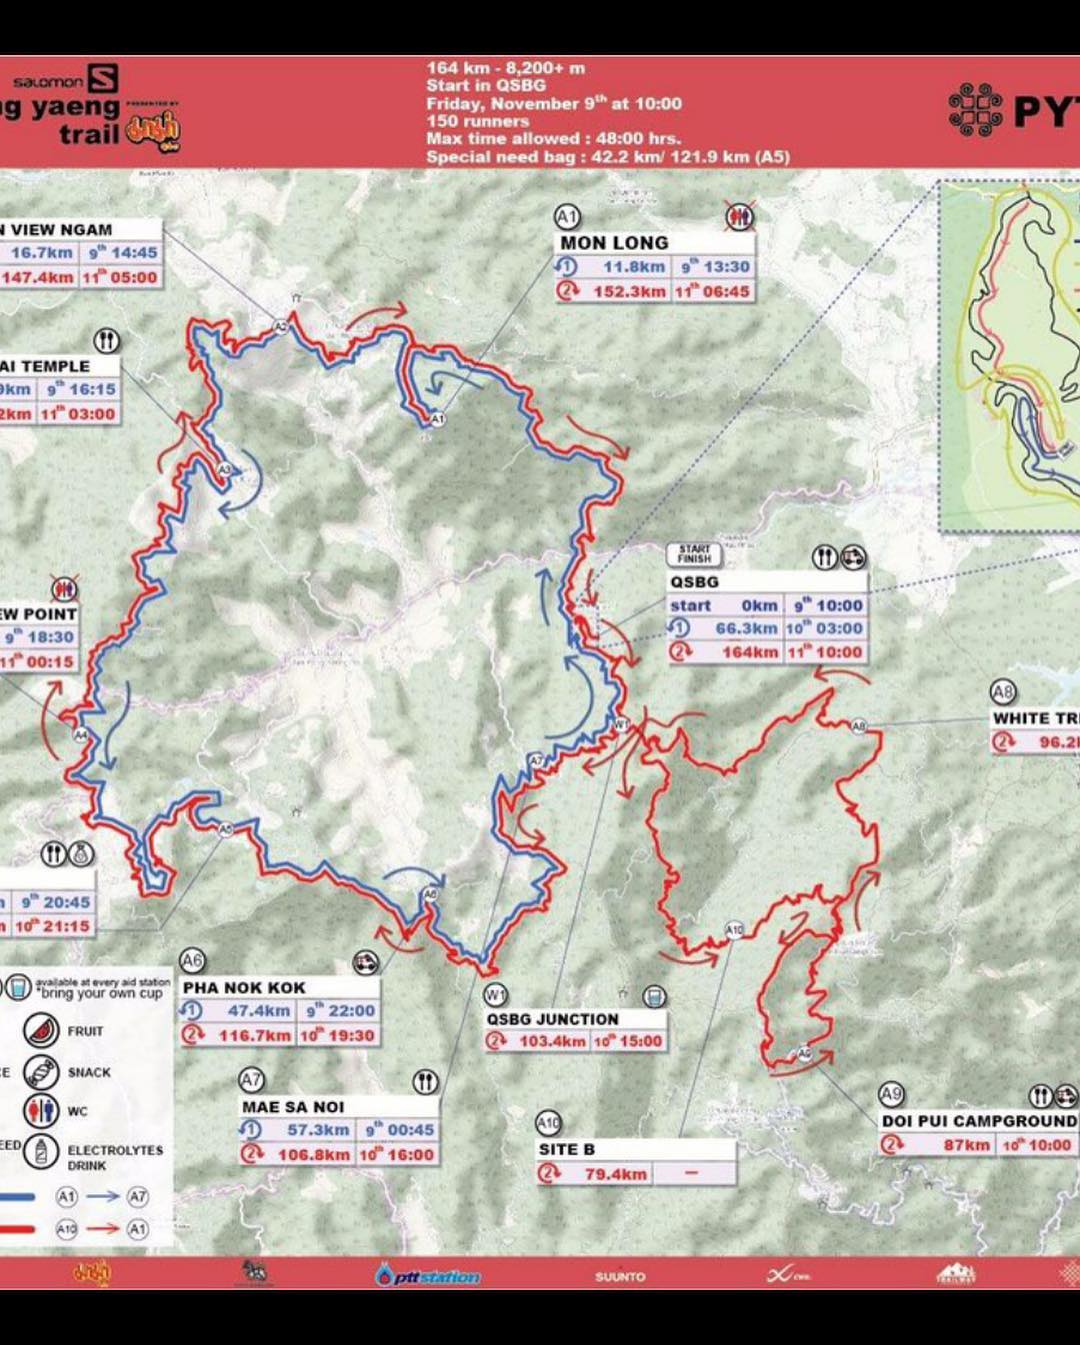 salomon S
ng yaeng
trail
PRESENTED BY
164 km - 8,200+ m
Start in QSBG
Friday, November 9th at 10:00
150 runners
Max time allowed : 48:00 hrs.
Special need bag : 42.2 km/ 121.9 km (A5)
PYT
N VIEW NGAM
16.7km 9th 14:45
147.4km 11th 05:00
A1
MON LONG
1 11.8km 9th 13:30
2 152.3km 11th 06:45
AI TEMPLE
9km 9th 16:15
2km 11th 03:00
A2
A1
A3
START
FINISH
QSBG
start 0km 9th 10:00
1 66.3km 10th 03:00
2 164km 11th 10:00
EW POINT
9th 18:30
11th 00:15
A8
WHITE TRE
2 96.2k
A4
W1
A8
A7
A5
A6
A10
A9
9th 20:45
10th 21:15
A6
PHA NOK KOK
1 47.4km 9th 22:00
2 116.7km 10th 19:30
W1
QSBG JUNCTION
2 103.4km 10th 15:00
available at every aid station
*bring your own cup
FRUIT
CE SNACK
WC
EED ELECTROLYTES
DRINK
A1 A7
A10 A1
A7
MAE SA NOI
1 57.3km 9th 00:45
2 106.8km 10th 16:00
A10
SITE B
2 79.4km –
A9
DOI PUI CAMPGROUND
2 87km 10th 10:00
ptt station
SUUNTO
TRAILWAY